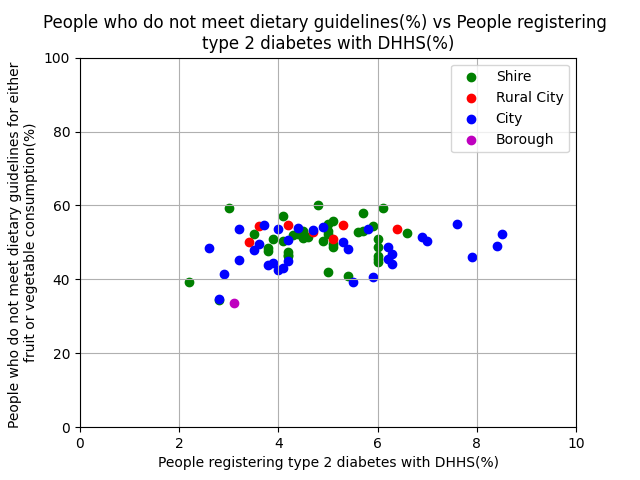 People who do not meet dietary guidelines(%) vs People registering
type 2 diabetes with DHHS(%)
People who do not meet dietary guidelines for either
fruit or vegetable consumption(%)
100
80
60
40
20
0
Shire
Rural City
City
Borough
0 2 4 6 8 10
People registering type 2 diabetes with DHHS(%)